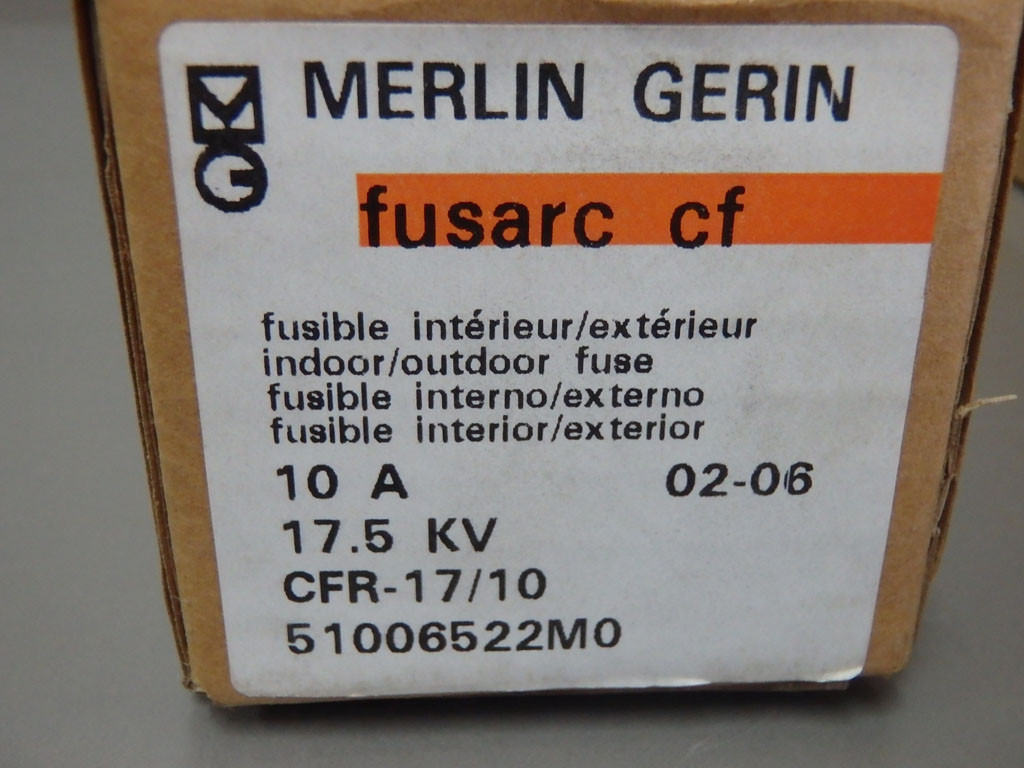 MG
MERLIN GERIN
fusarc cf
fusible intérieur/extérieur
indoor/outdoor fuse
fusible interno/externo
fusible interior/exterior
10 A 02-06
17.5 KV
CFR-17/10
51006522M0